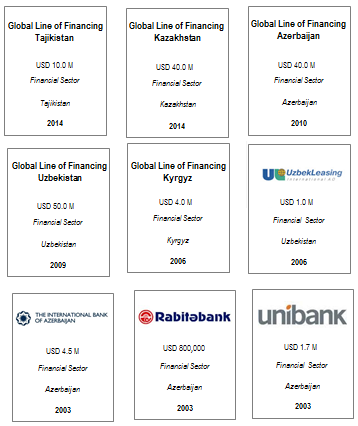 Global Line of Financing
Tajikistan
USD 10.0 M
Financial Sector
Tajikistan
2014
Global Line of Financing
Kazakhstan
USD 40.0 M
Financial Sector
Kazakhstan
2014
Global Line of Financing
Azerbaijan
USD 40.0 M
Financial Sector
Azerbaijan
2010
Global Line of Financing
Uzbekistan
USD 50.0 M
Financial Sector
Uzbekistan
2009
Global Line of Financing
Kyrgyz
USD 4.0 M
Financial Sector
Kyrgyz
2006
UzbekLeasing
International A.O.
USD 1.0 M
Financial Sector
Uzbekistan
2006
THE INTERNATIONAL BANK
OF AZERBAIJAN
USD 4.5 M
Financial Sector
Azerbaijan
2003
Rabitəbank
USD 800,000
Financial Sector
Azerbaijan
2003
unibank
USD 1.7 M
Financial Sector
Azerbaijan
2003